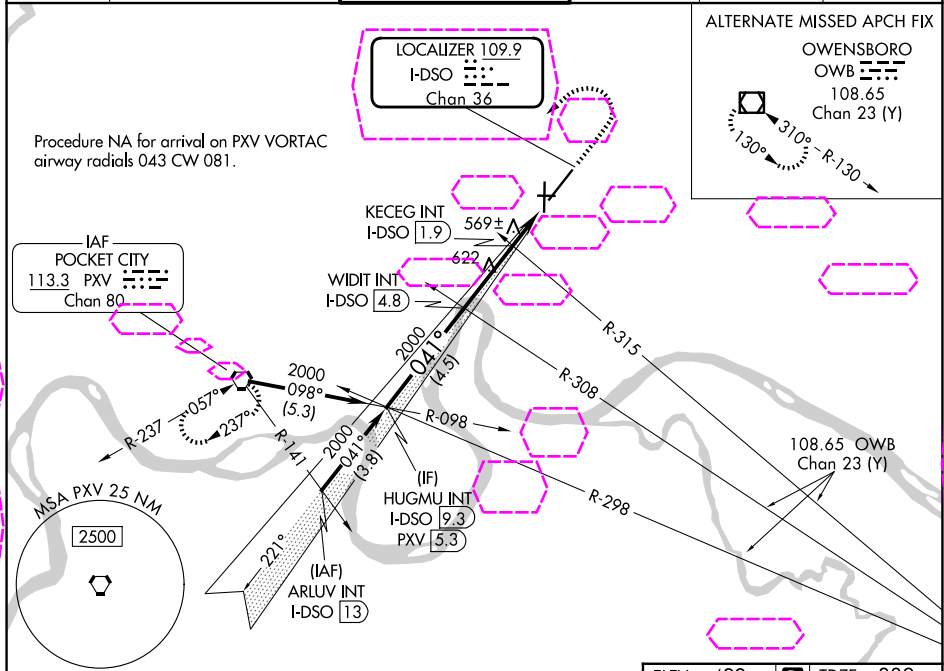 ALTERNATE MISSED APCH FIX
OWENSBORO
OWB
108.65
Chan 23 (Y)
310°
R-130
130°
LOCALIZER 109.9
I-DSO
Chan 36
Procedure NA for arrival on PXV VORTAC
airway radials 043 CW 081.
KECEG INT
I-DSO 1.9
569±
622
WIDIT INT
I-DSO 4.8
IAF
POCKET CITY
113.3 PXV
Chan 80
R-315
R-308
2000
041°
(4.5)
2000
098°
(5.3)
R-098
057°
237°
R-237
R-141
2000
041°
(3.8)
108.65 OWB
Chan 23 (Y)
R-298
(IF)
HUGMU INT
I-DSO 9.3
PXV 5.3
MSA PXV 25 NM
2500
221°
(IAF)
ARLUV INT
I-DSO 13